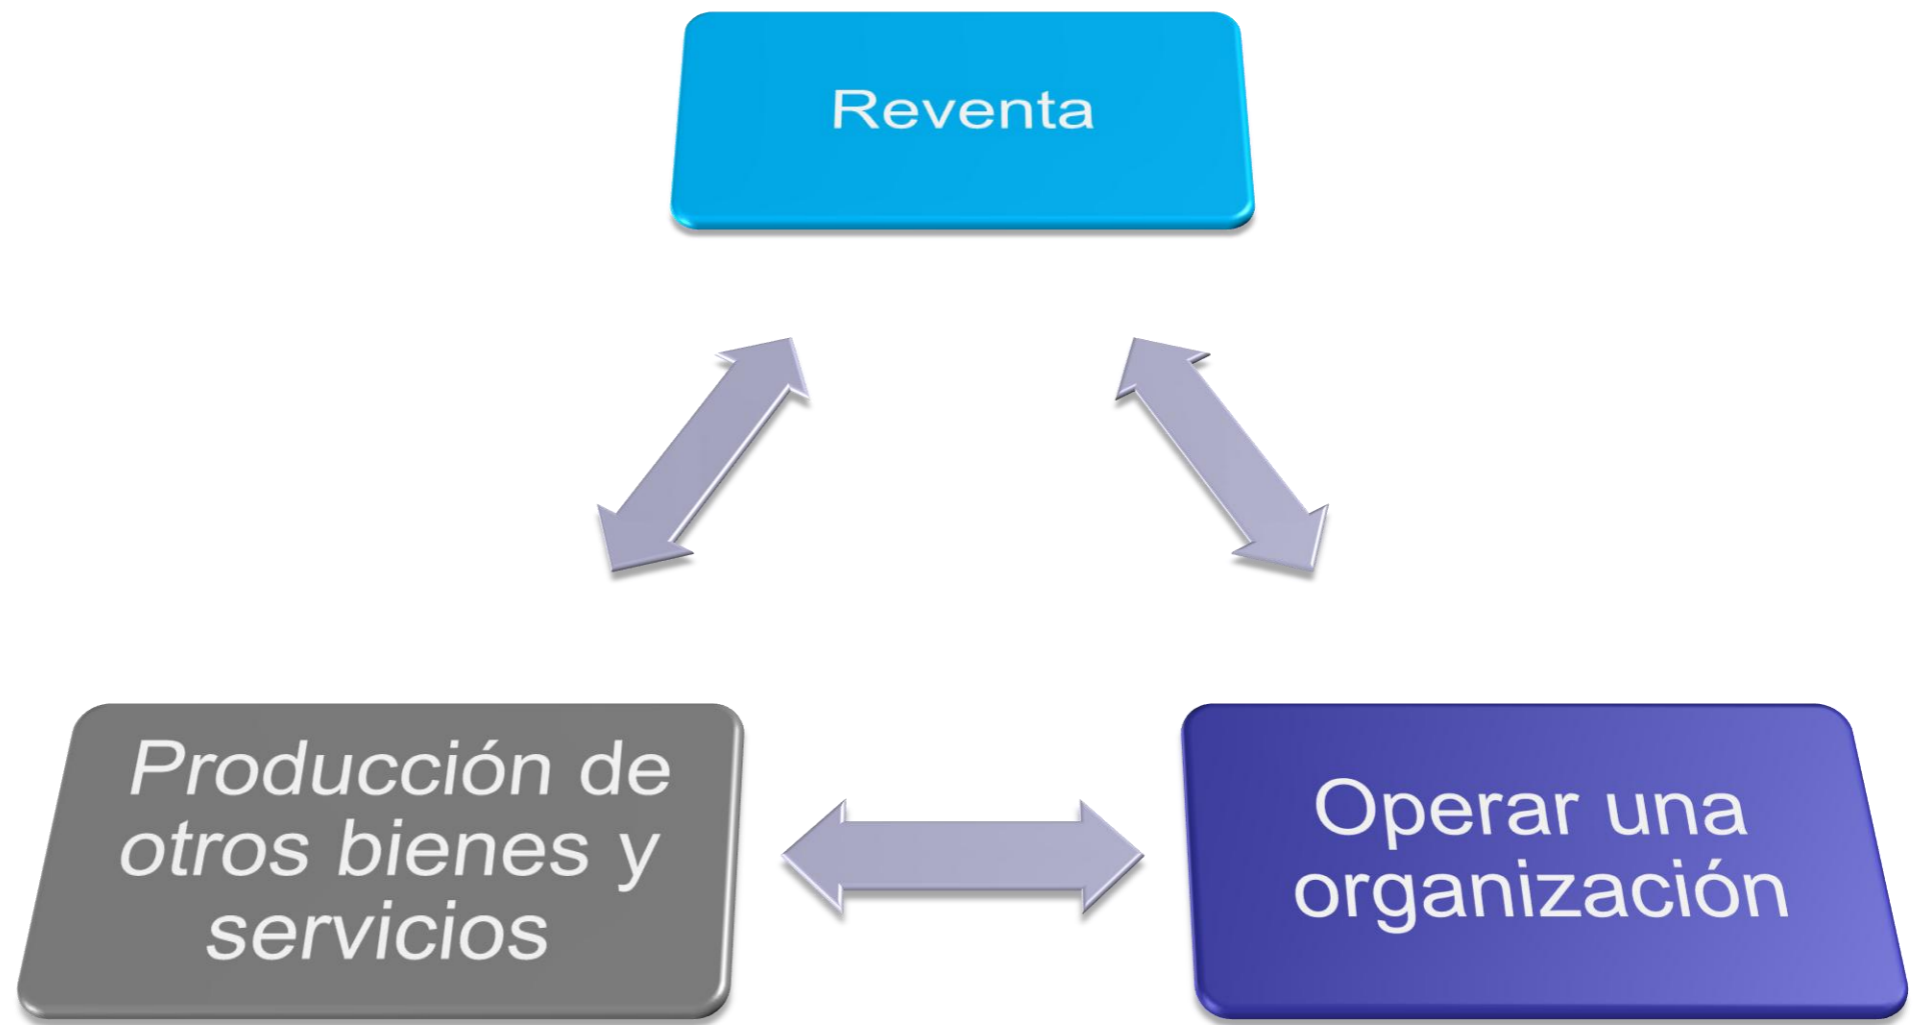 Reventa
Producción de
otros bienes y
servicios
Operar una
organización